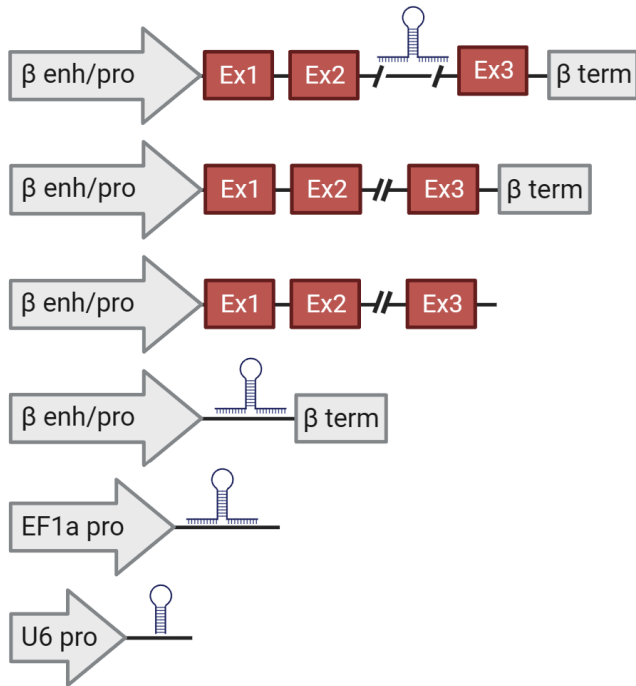 β enh/pro Ex1 Ex2 Ex3 β term
β enh/pro Ex1 Ex2 Ex3 β term
β enh/pro Ex1 Ex2 Ex3
β enh/pro β term
EF1a pro
U6 pro